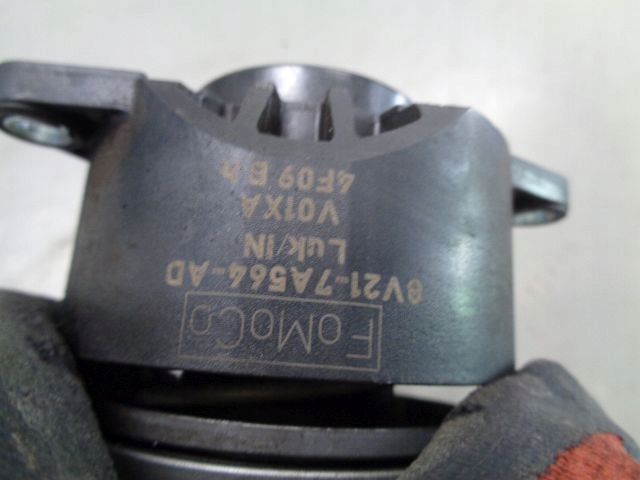 FoMoCo
8V21-7A564-AD
Luk/IN
V01XA
4F09 B h